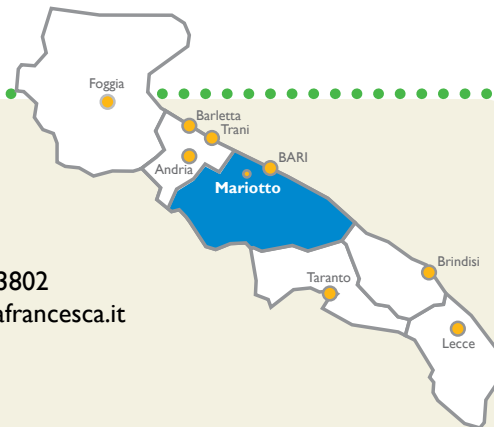 Foggia
Barletta
Trani
Andria
BARI
Mariotto
Brindisi
3802
Taranto
afrancesca.it
Lecce